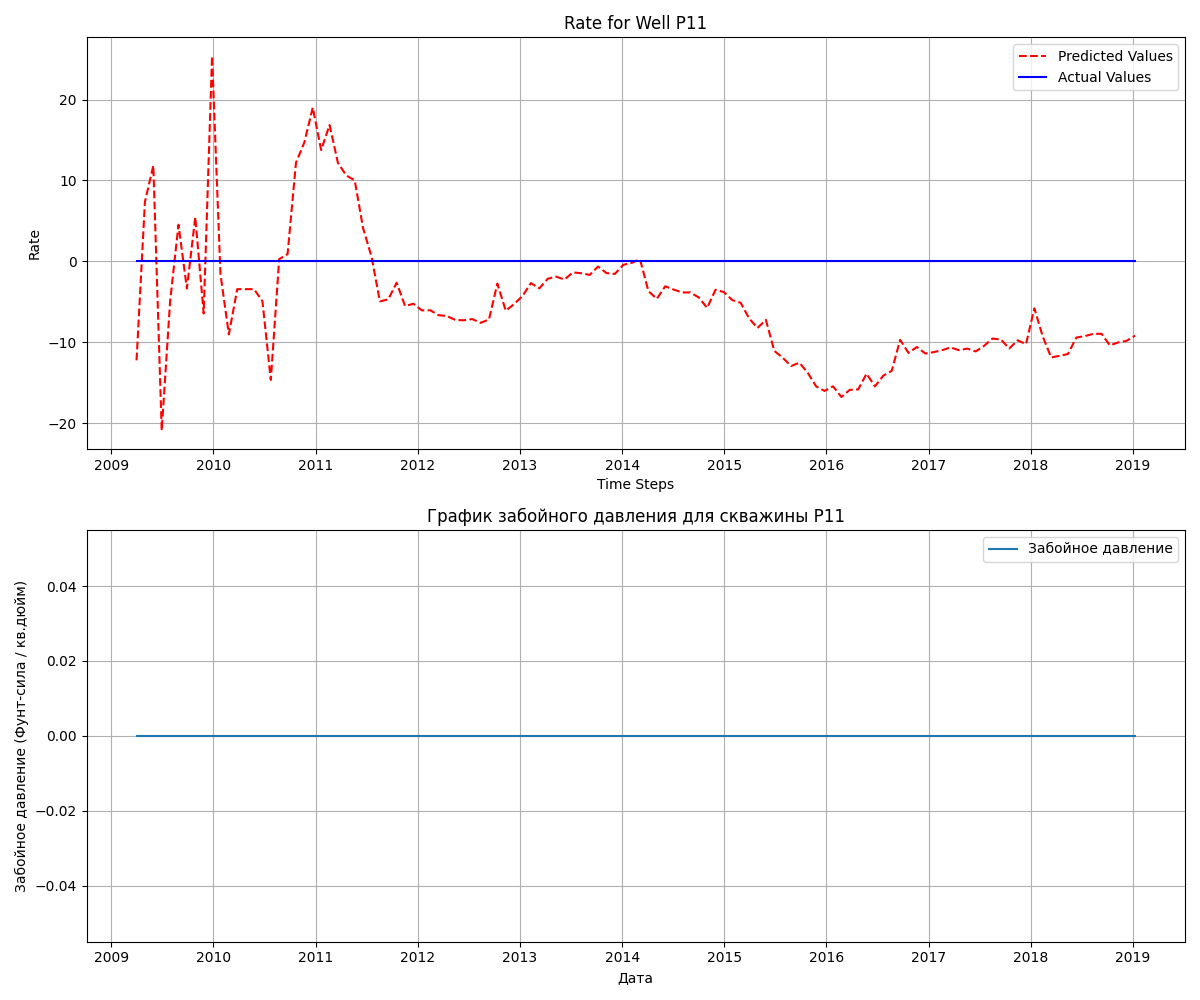 Rate for Well P11
Predicted Values
Actual Values
Rate
20
10
0
−10
−20
2009 2010 2011 2012 2013 2014 2015 2016 2017 2018 2019
Time Steps
График забойного давления для скважины P11
Забойное давление
Забойное давление (Фунт-сила / кв.дюйм)
0.04
0.02
0.00
−0.02
−0.04
2009 2010 2011 2012 2013 2014 2015 2016 2017 2018 2019
Дата